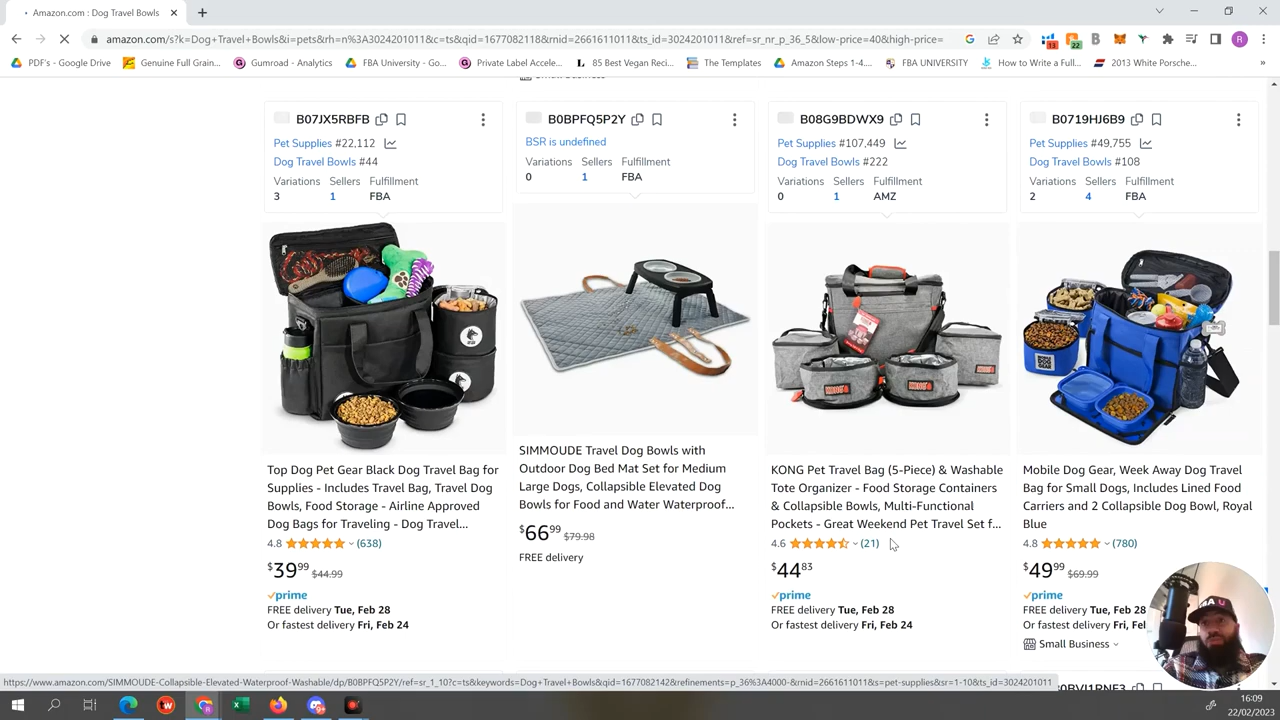 Amazon.com : Dog Travel Bowls
amazon.com/s?k=Dog+Travel+Bowls&i=pets&rh=n%3A3024201011&c=ts&qid=1677082118&rnid=2661611011&ts_id=3024201011&ref=sr_nr_p_36_5&low-price=40&high-price=
13
22
R
PDF's - Google Drive
Genuine Full Grain...
Gumroad - Analytics
FBA University - Go...
Private Label Accele...
85 Best Vegan Reci...
The Templates
Amazon Steps 1-4....
FBA UNIVERSITY
How to Write a Full...
2013 White Porsche...
»
B07JX5RBFB
Pet Supplies #22,112
Dog Travel Bowls #44
Variations Sellers Fulfillment
3 1 FBA
B0BPFQ5P2Y
BSR is undefined
Variations Sellers Fulfillment
0 1 FBA
B08G9BDWX9
Pet Supplies #107,449
Dog Travel Bowls #222
Variations Sellers Fulfillment
0 1 AMZ
B0719HJ6B9
Pet Supplies #49,755
Dog Travel Bowls #108
Variations Sellers Fulfillment
2 4 FBA
KONG
KONG
Top Dog Pet Gear Black Dog Travel Bag for
Supplies - Includes Travel Bag, Travel Dog
Bowls, Food Storage - Airline Approved
Dog Bags for Traveling - Dog Travel...
4.8 (638)
$39 99 $44.99
prime
FREE delivery Tue, Feb 28
Or fastest delivery Fri, Feb 24
SIMMOUDE Travel Dog Bowls with
Outdoor Dog Bed Mat Set for Medium
Large Dogs, Collapsible Elevated Dog
Bowls for Food and Water Waterproof...
$66 99 $79.98
FREE delivery
KONG Pet Travel Bag (5-Piece) & Washable
Tote Organizer - Food Storage Containers
& Collapsible Bowls, Multi-Functional
Pockets - Great Weekend Pet Travel Set f...
4.6 (21)
$44 83
prime
FREE delivery Tue, Feb 28
Or fastest delivery Fri, Feb 24
Mobile Dog Gear, Week Away Dog Travel
Bag for Small Dogs, Includes Lined Food
Carriers and 2 Collapsible Dog Bowl, Royal
Blue
4.8 (780)
$49 99 $69.99
prime
FREE delivery Tue, Feb 28
Or fastest delivery Fri,
Small Business
https://www.amazon.com/SIMMOUDE-Collapsible-Elevated-Waterproof-Washable/dp/B0BPFQ5P2Y/ref=sr_1_10?c=ts&keywords=Dog+Travel+Bowls&qid=1677082142&refinements=p_36%3A4000-&rnid=2661611011&s=pet-supplies&sr=1-10&ts_id=3024201011
16:09
22/02/2023